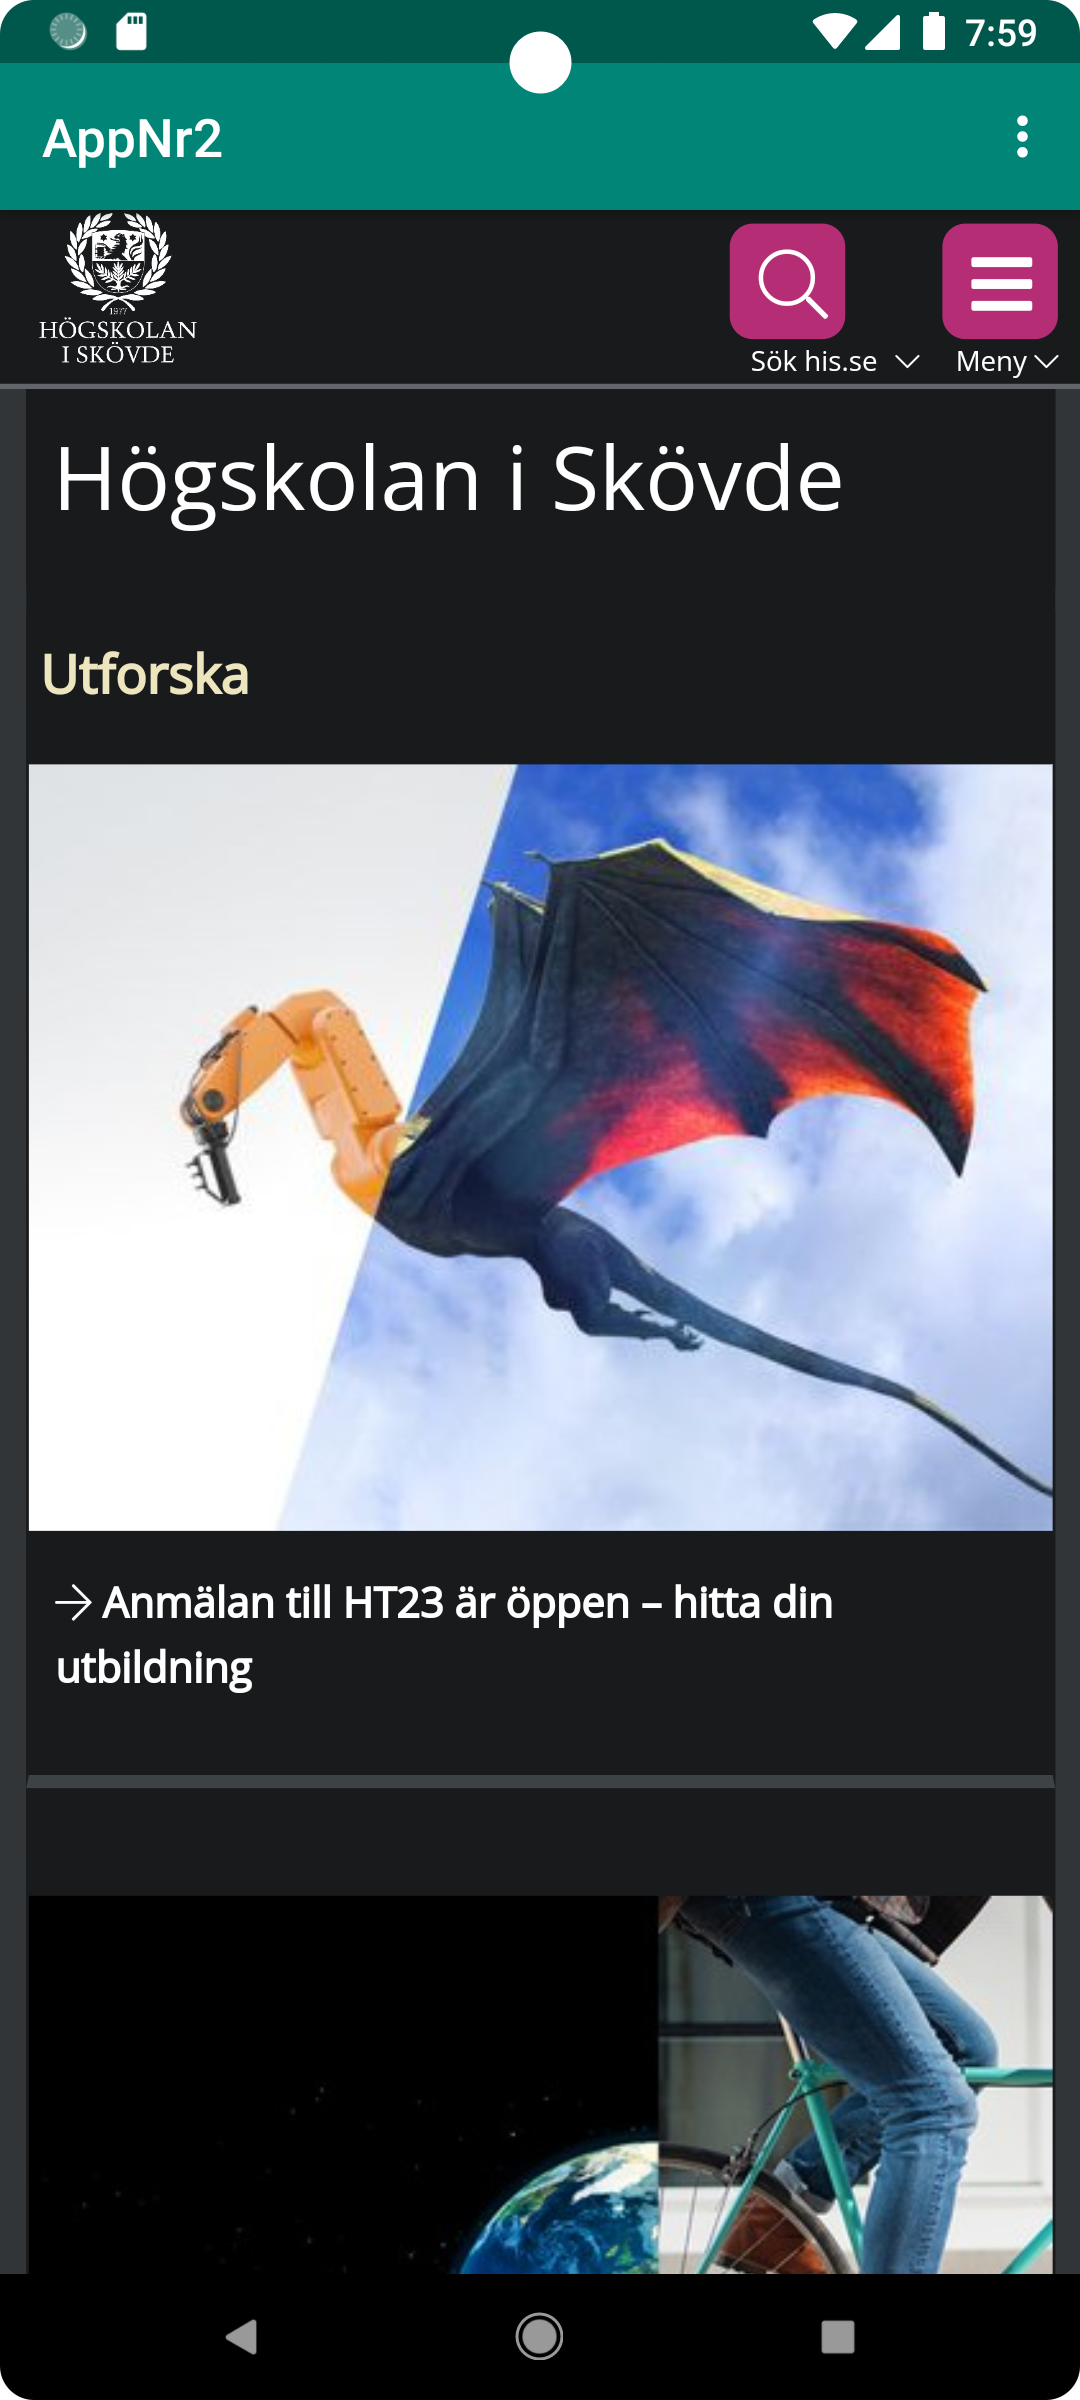 7:59
AppNr2
1977
HÖGSKOLAN
I SKÖVDE
Sök his.se
Meny
Högskolan i Skövde
Utforska
Anmälan till HT23 är öppen – hitta din
utbildning